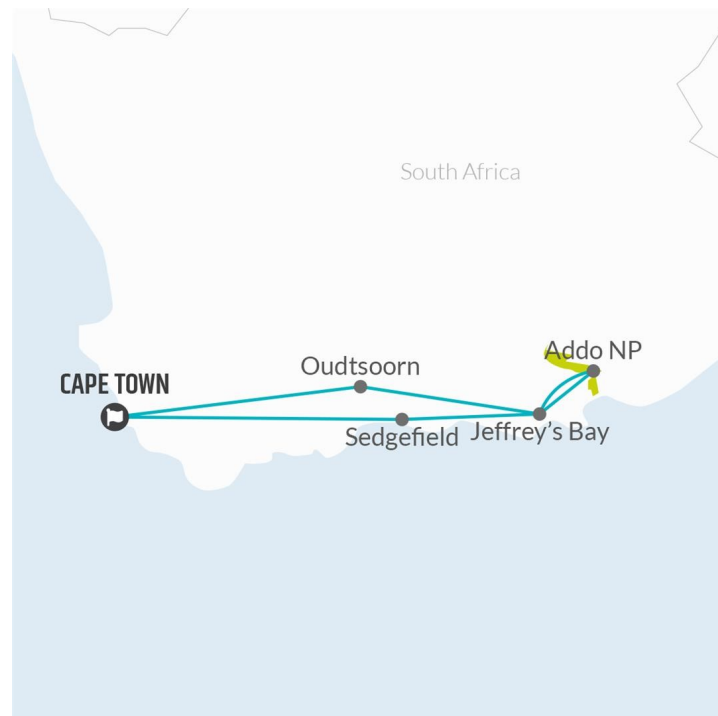 South Africa
Addo NP
Oudtsoorn
CAPE TOWN
Sedgefield
Jeffrey’s Bay